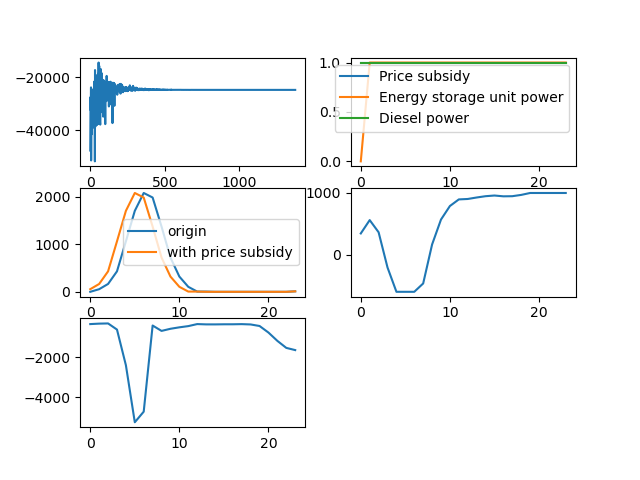 −20000
−40000
0 500 1000
1.0
0.5
0.0
Price subsidy
Energy storage unit power
Diesel power
0 10 20
2000
1000
0
origin
with price subsidy
0 10 20
1000
0
0 10 20
−2000
−4000
0 10 20